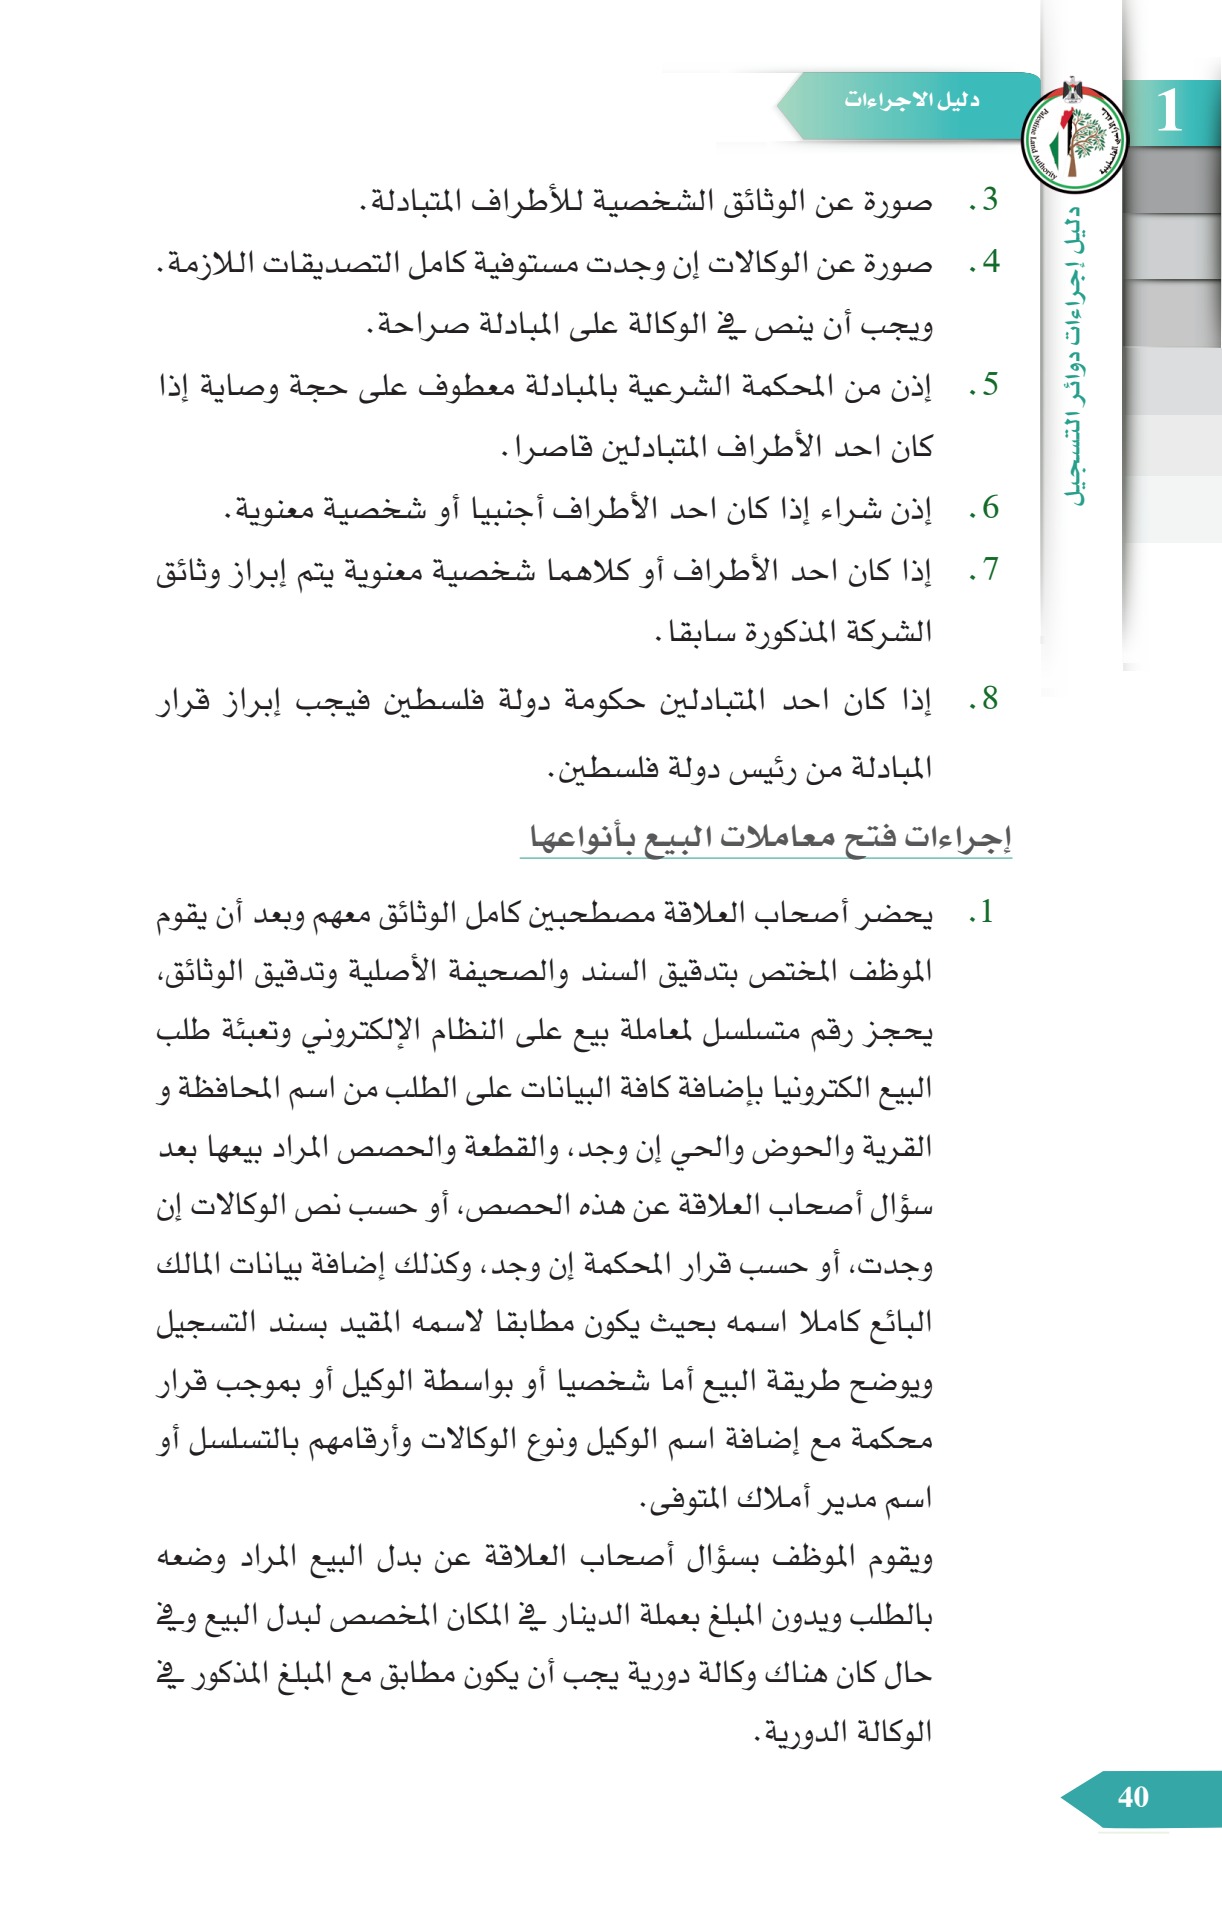 دليل الاجراءات
1
Palestine Land Authority
دليل إجراءات دوائر التسجيل
3. صورة عن الوثائق الشخصية للأطراف المتبادلة.
4. صورة عن الوكالات إن وجدت مستوفية كامل التصديقات اللازمة.
ويجب أن ينص في الوكالة على المبادلة صراحة.
5. إذن من المحكمة الشرعية بالمبادلة معطوف على حجة وصاية إذا
كان احد الأطراف المتبادلين قاصرا.
6. إذن شراء إذا كان احد الأطراف أجنبيا أو شخصية معنوية.
7. إذا كان احد الأطراف أو كلاهما شخصية معنوية يتم إبراز وثائق
الشركة المذكورة سابقا.
8. إذا كان احد المتبادلين حكومة دولة فلسطين فيجب إبراز قرار
المبادلة من رئيس دولة فلسطين.
إجراءات فتح معاملات البيع بأنواعها
1. يحضر أصحاب العلاقة مصطحبين كامل الوثائق معهم وبعد أن يقوم
الموظف المختص بتدقيق السند والصحيفة الأصلية وتدقيق الوثائق،
يحجز رقم متسلسل لمعاملة بيع على النظام الإلكتروني وتعبئة طلب
البيع الكترونيا بإضافة كافة البيانات على الطلب من اسم المحافظة و
القرية والحوض والحي إن وجد، والقطعة والحصص المراد بيعها بعد
سؤال أصحاب العلاقة عن هذه الحصص، أو حسب نص الوكالات إن
وجدت، أو حسب قرار المحكمة إن وجد، وكذلك إضافة بيانات المالك
البائع كاملا اسمه بحيث يكون مطابقا لاسمه المقيد بسند التسجيل
ويوضح طريقة البيع أما شخصيا أو بواسطة الوكيل أو بموجب قرار
محكمة مع إضافة اسم الوكيل ونوع الوكالات وأرقامهم بالتسلسل أو
اسم مدير أملاك المتوفى.
ويقوم الموظف بسؤال أصحاب العلاقة عن بدل البيع المراد وضعه
بالطلب ويدون المبلغ بعملة الدينار في المكان المخصص لبدل البيع وفي
حال كان هناك وكالة دورية يجب أن يكون مطابق مع المبلغ المذكور في
الوكالة الدورية.
40